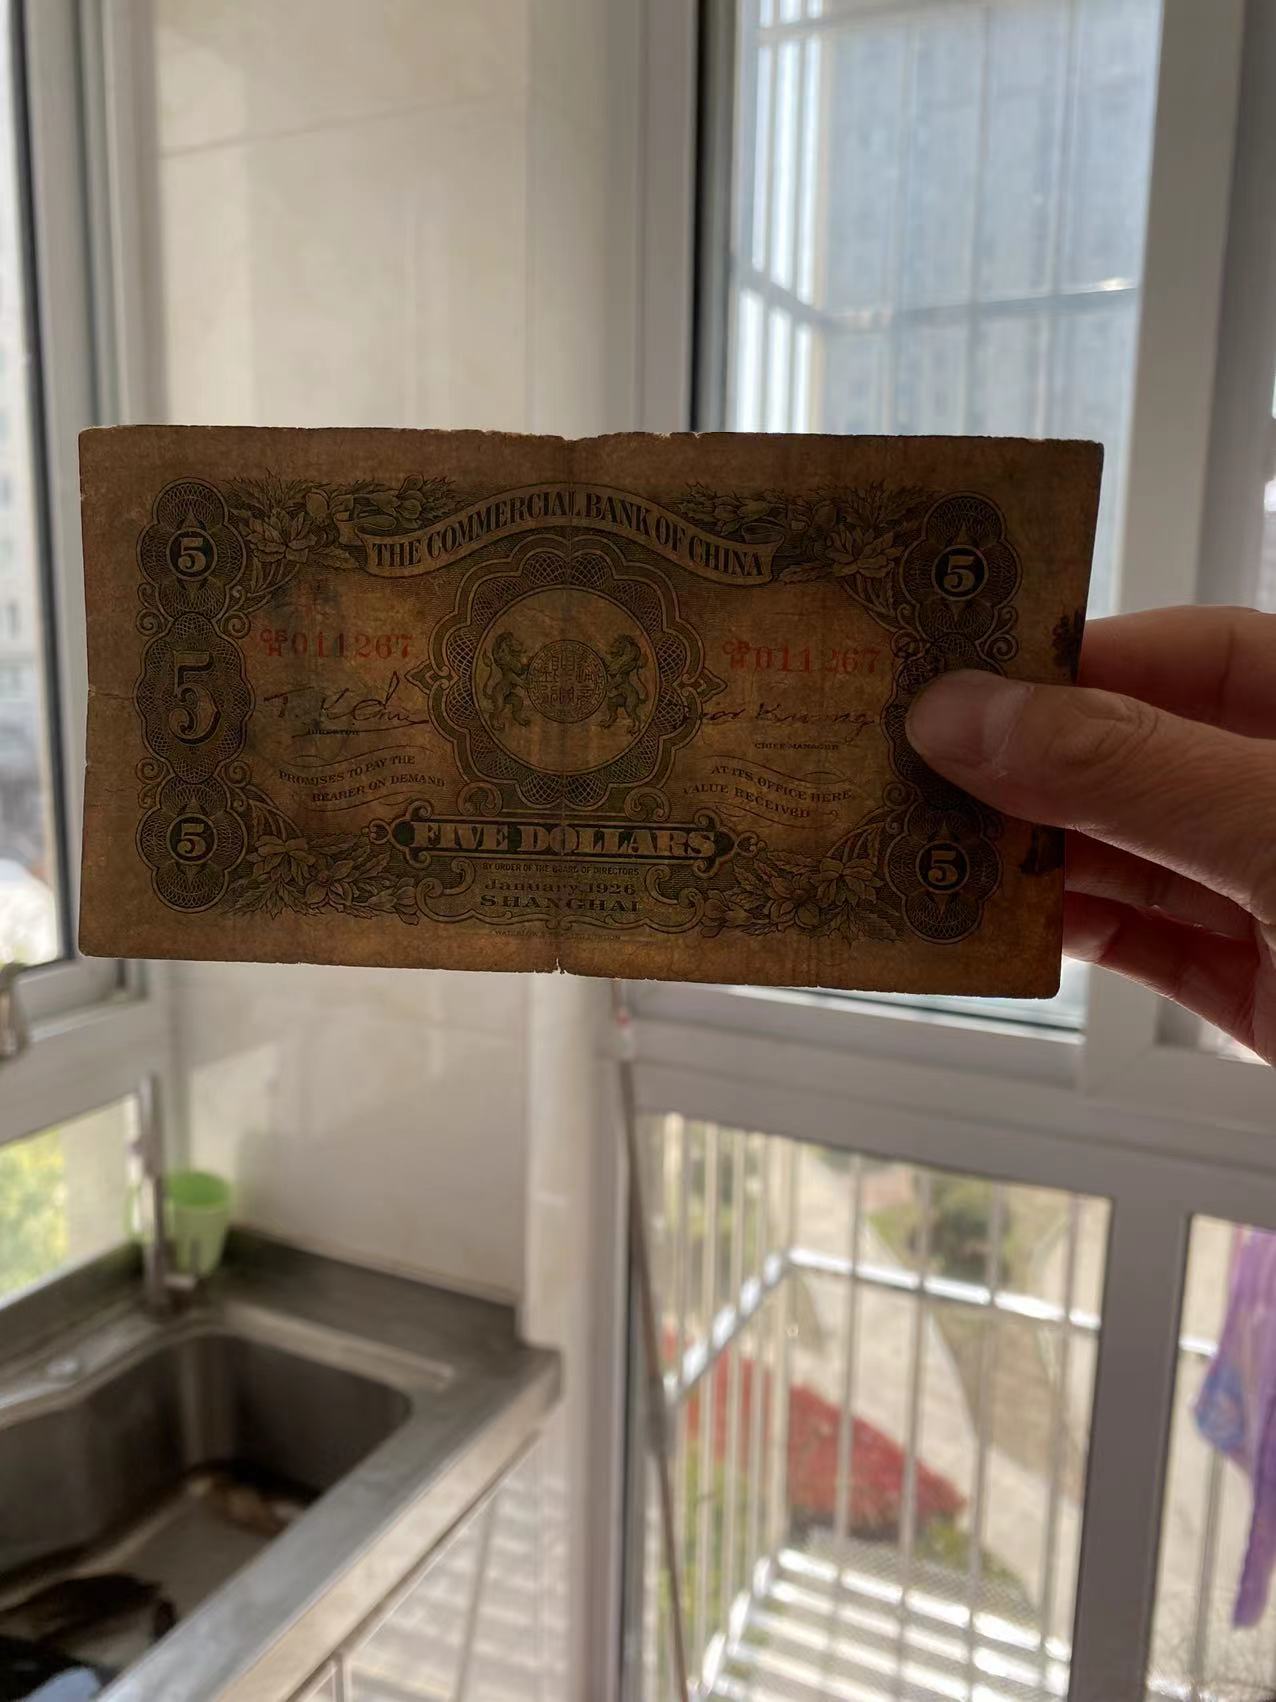 THE COMMERCIAL BANK OF CHINA
5
5
011267
011267
5
DIRECTOR
CHIEF MANAGER
PROMISES TO PAY THE
BEARER ON DEMAND
AT ITS OFFICE HERE
VALUE RECEIVED
5
FIVE DOLLARS
5
BY ORDER OF THE BOARD OF DIRECTORS
January, 1926
SHANGHAI